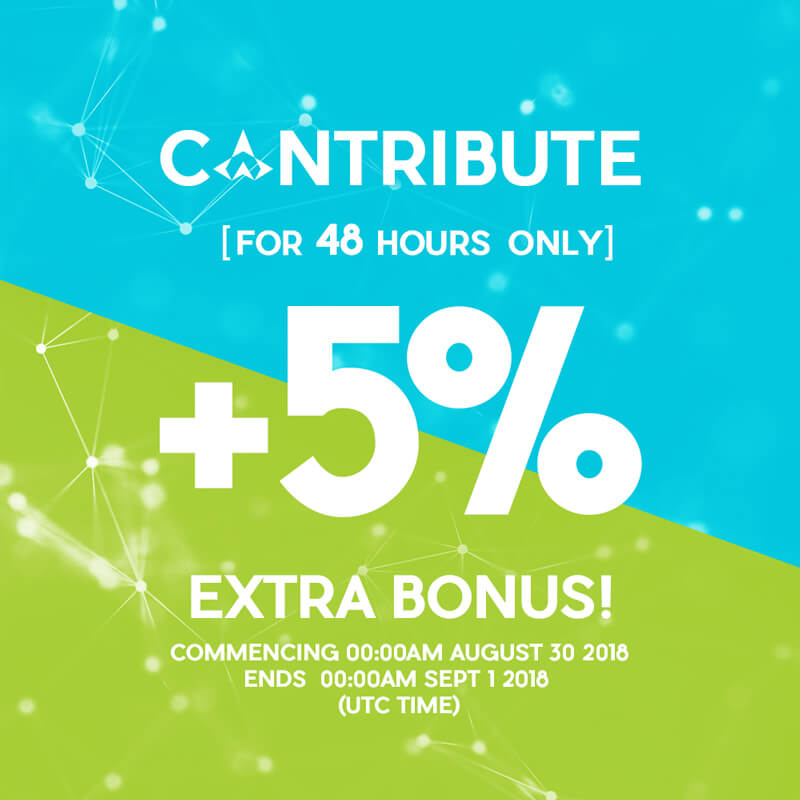 CANTRIBUTE
[FOR 48 HOURS ONLY]
+5%
EXTRA BONUS!
COMMENCING 00:00AM AUGUST 30 2018
ENDS 00:00AM SEPT 1 2018
(UTC TIME)